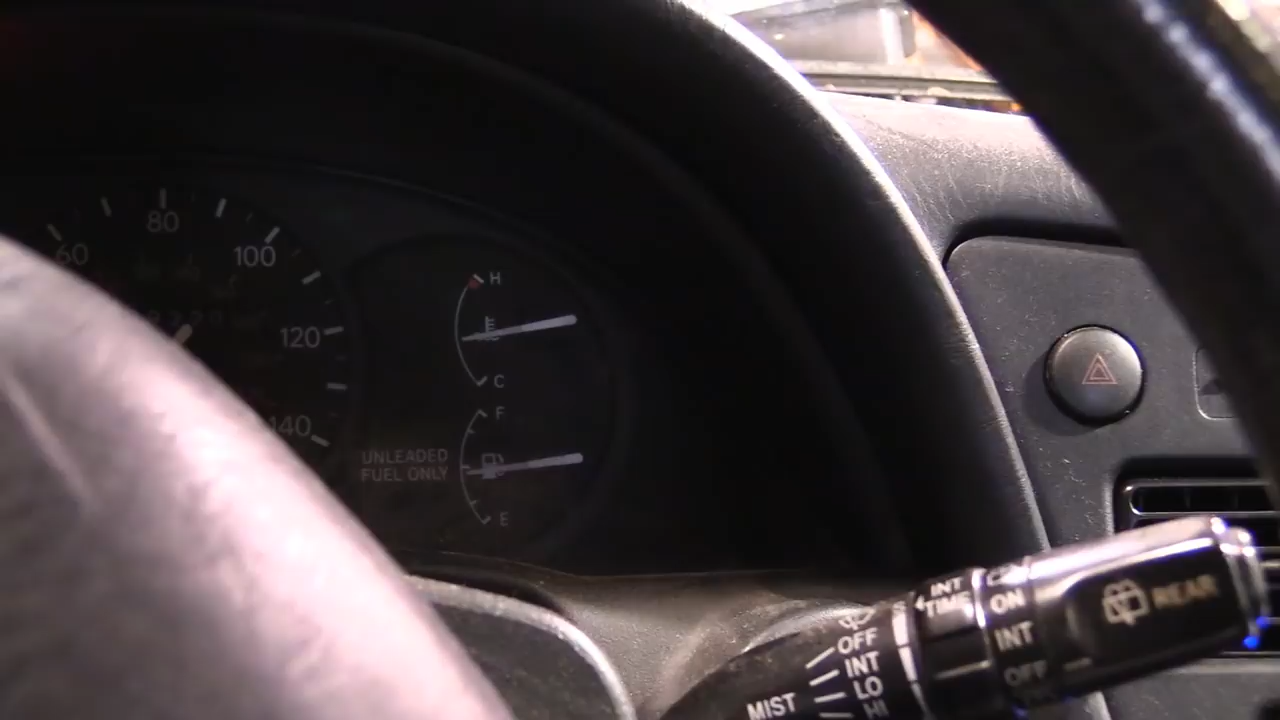 60
80
100
120
140
H
C
F
E
UNLEADED
FUEL ONLY
INT
TIME
ON
INT
OFF
REAR
OFF
INT
LO
HI
MIST